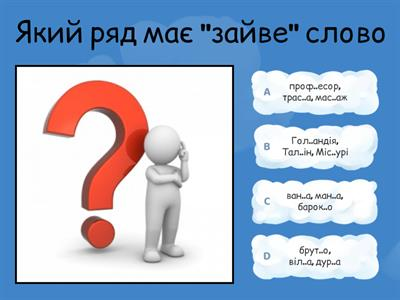 Який ряд має "зайве" слово
A
проф..есор,
трас..а, мас..аж
B
Гол..андія,
Тал..ін, Міс..урі
C
ван..а, ман..а,
барок..о
D
брут..о,
віл..а, дур..а